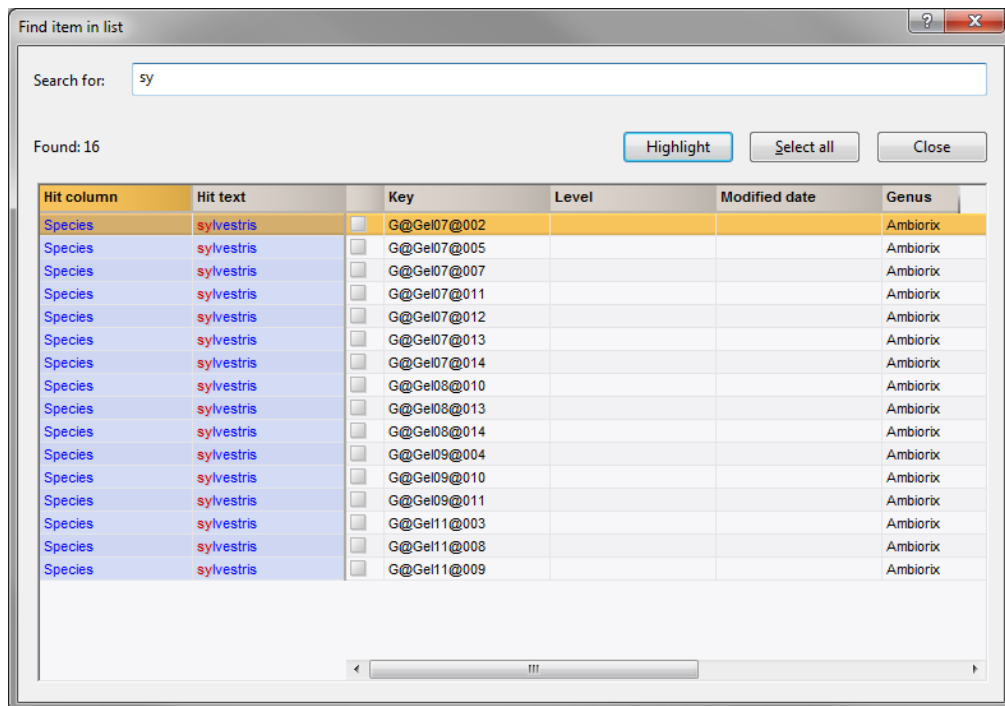 Find item in list
Search for: sy
Found: 16 Highlight Select all Close
Hit column Hit text Key Level Modified date Genus
Species sylvestris G@Gel07@002 Ambiorix
Species sylvestris G@Gel07@005 Ambiorix
Species sylvestris G@Gel07@007 Ambiorix
Species sylvestris G@Gel07@011 Ambiorix
Species sylvestris G@Gel07@012 Ambiorix
Species sylvestris G@Gel07@013 Ambiorix
Species sylvestris G@Gel07@014 Ambiorix
Species sylvestris G@Gel08@010 Ambiorix
Species sylvestris G@Gel08@013 Ambiorix
Species sylvestris G@Gel08@014 Ambiorix
Species sylvestris G@Gel09@004 Ambiorix
Species sylvestris G@Gel09@010 Ambiorix
Species sylvestris G@Gel09@011 Ambiorix
Species sylvestris G@Gel11@003 Ambiorix
Species sylvestris G@Gel11@008 Ambiorix
Species sylvestris G@Gel11@009 Ambiorix